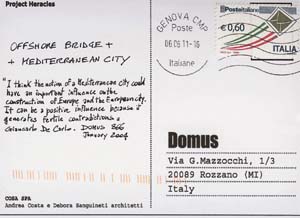 Project Heracles
OFFSHORE BRIDGE +
+ MEDITERRANEAN CITY
"I think the notion of a Mediterranean city could
have an important influence on the
construction of Europe and the European city.
It can be a positive influence because it
generates fertile contradictions"
Giancarlo De Carlo. DOMUS 866
January 2004
COSA SPA
Andrea Costa e Debora Sanguineti architetti
GENOVA CMP
Poste
06.06 11-16
Italiane
Posteitaliane
€0,60
ITALIA
Domus
Via G.Mazzocchi, 1/3
20089 Rozzano (MI)
Italy